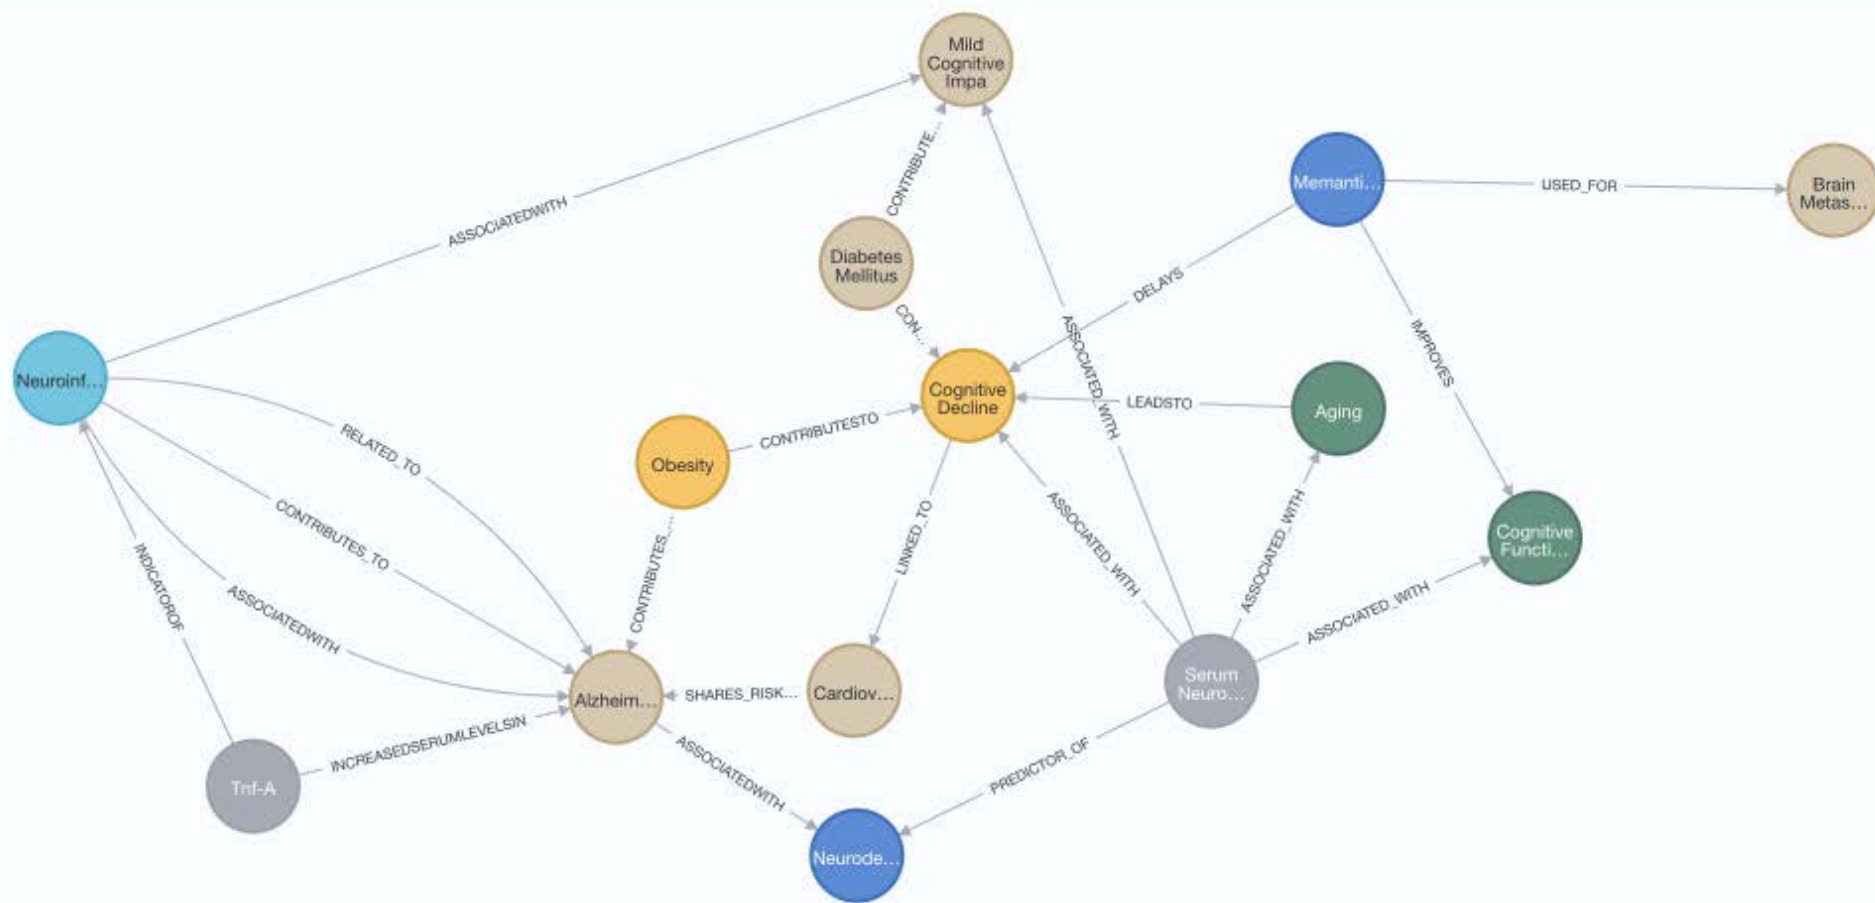 Mild
Cognitive
Impa
CONTRIBUTE...
ASSOCIATEDWITH
Memanti...
USED_FOR
Brain
Metas...
Diabetes
Mellitus
DELAYS
CON...
ASSOCIATED_WITH
IMPROVES
Neuroinf...
Cognitive
Decline
LEADSTO
Aging
RELATED_TO
CONTRIBUTESTO
Obesity
CONTRIBUTES_TO
LINKED_TO
ASSOCIATED_WITH
ASSOCIATED_WITH
Cognitive
Functi...
INDICATOROF
ASSOCIATEDWITH
CONTRIBUTES...
ASSOCIATED_WITH
Alzheim...
SHARES_RISK...
Cardiov...
Serum
Neuro...
INCREASEDSERUMLEVELSIN
Tnf-A
ASSOCIATEDWITH
PREDICTOR_OF
Neurode...